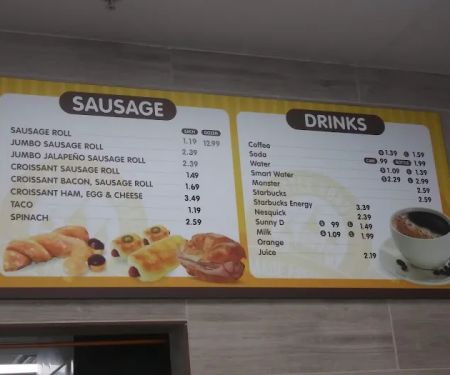 SAUSAGE
EACH DOZEN
SAUSAGE ROLL 1.19 12.99
JUMBO SAUSAGE ROLL 2.39
JUMBO JALAPEÑO SAUSAGE ROLL 2.39
CROISSANT SAUSAGE ROLL 1.49
CROISSANT BACON, SAUSAGE ROLL 1.69
CROISSANT HAM, EGG & CHEESE 3.49
TACO 1.19
SPINACH 2.59
DRINKS
Coffee S 1.39 L 1.59
Soda CAN .99 BOTTLE 1.99
Water S 1.09 L 1.39
Smart Water S 2.29 L 2.99
Monster 2.59
Starbucks 2.59
Starbucks Energy 3.39
Nesquick 2.39
Sunny D S .99 L 1.49
Milk S 1.09 L 1.99
Orange
Juice 2.19